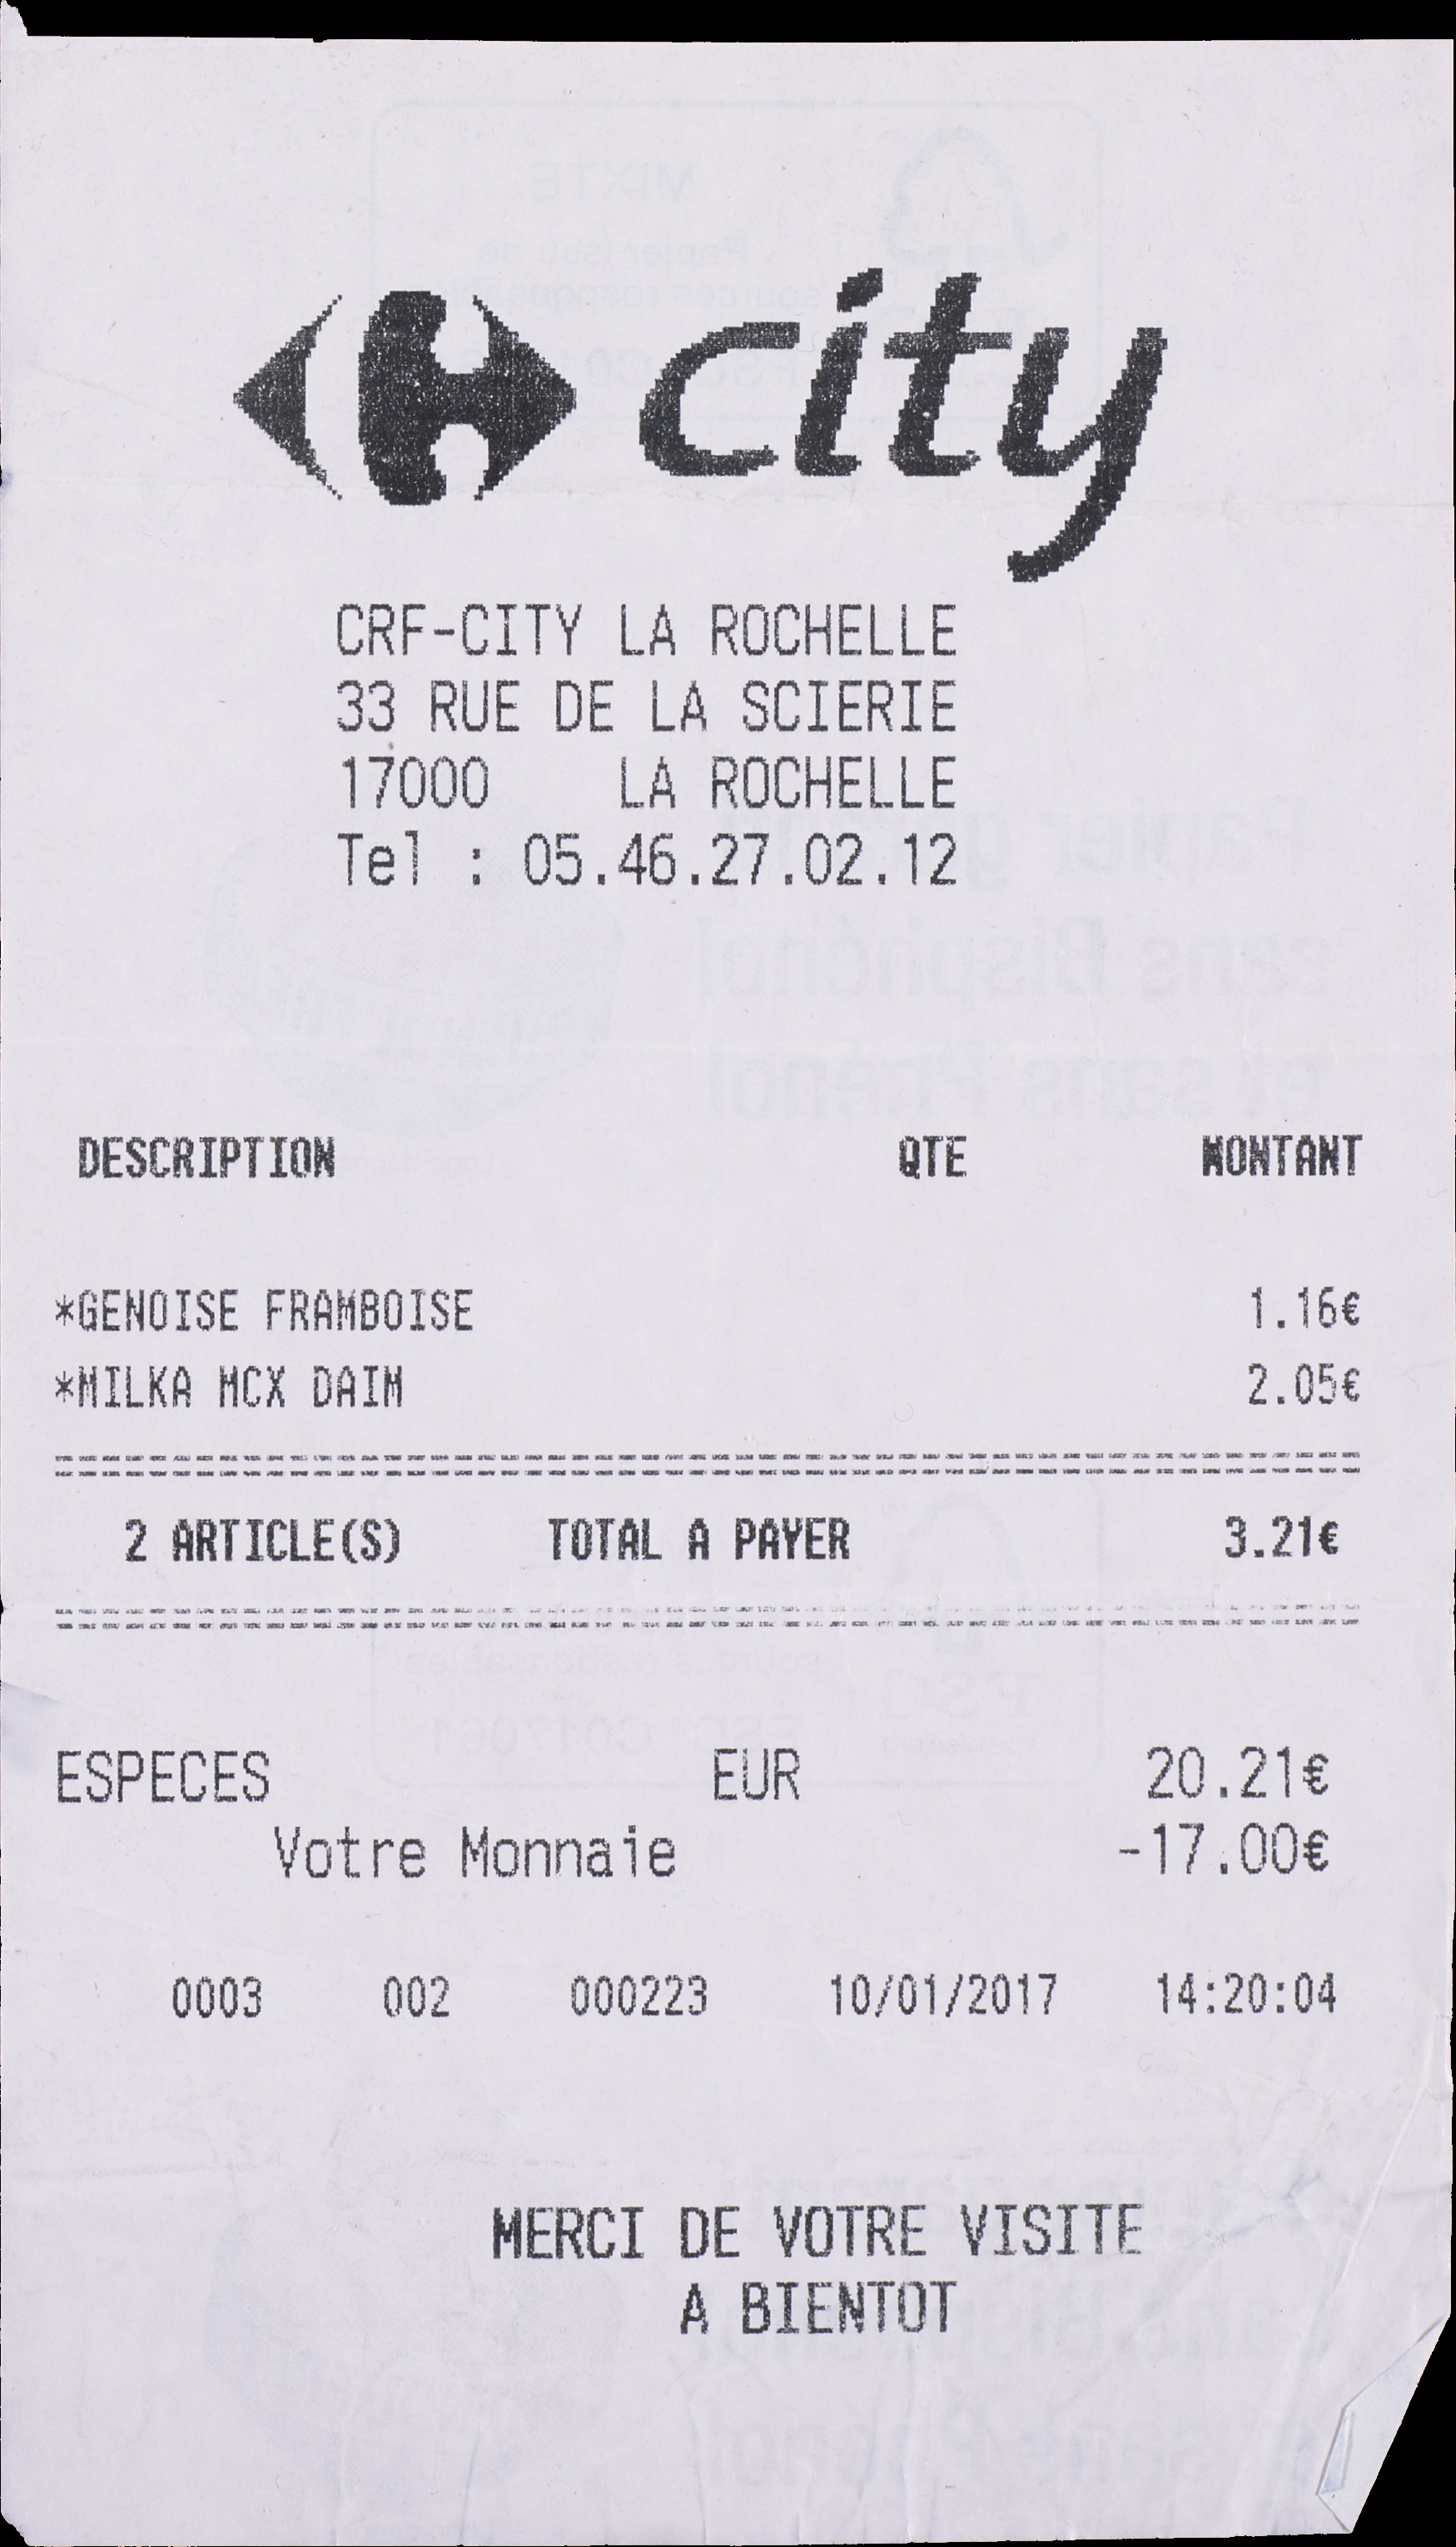 city
CRF-CITY LA ROCHELLE
33 RUE DE LA SCIERIE
17000 LA ROCHELLE
Tel : 05.46.27.02.12
DESCRIPTION QTE MONTANT
*GENOISE FRAMBOISE 1.16€
*MILKA MCX DAIM 2.05€
2 ARTICLE(S) TOTAL A PAYER 3.21€
ESPECES EUR 20.21€
Votre Monnaie -17.00€
0003 002 000223 10/01/2017 14:20:04
MERCI DE VOTRE VISITE
A BIENTOT